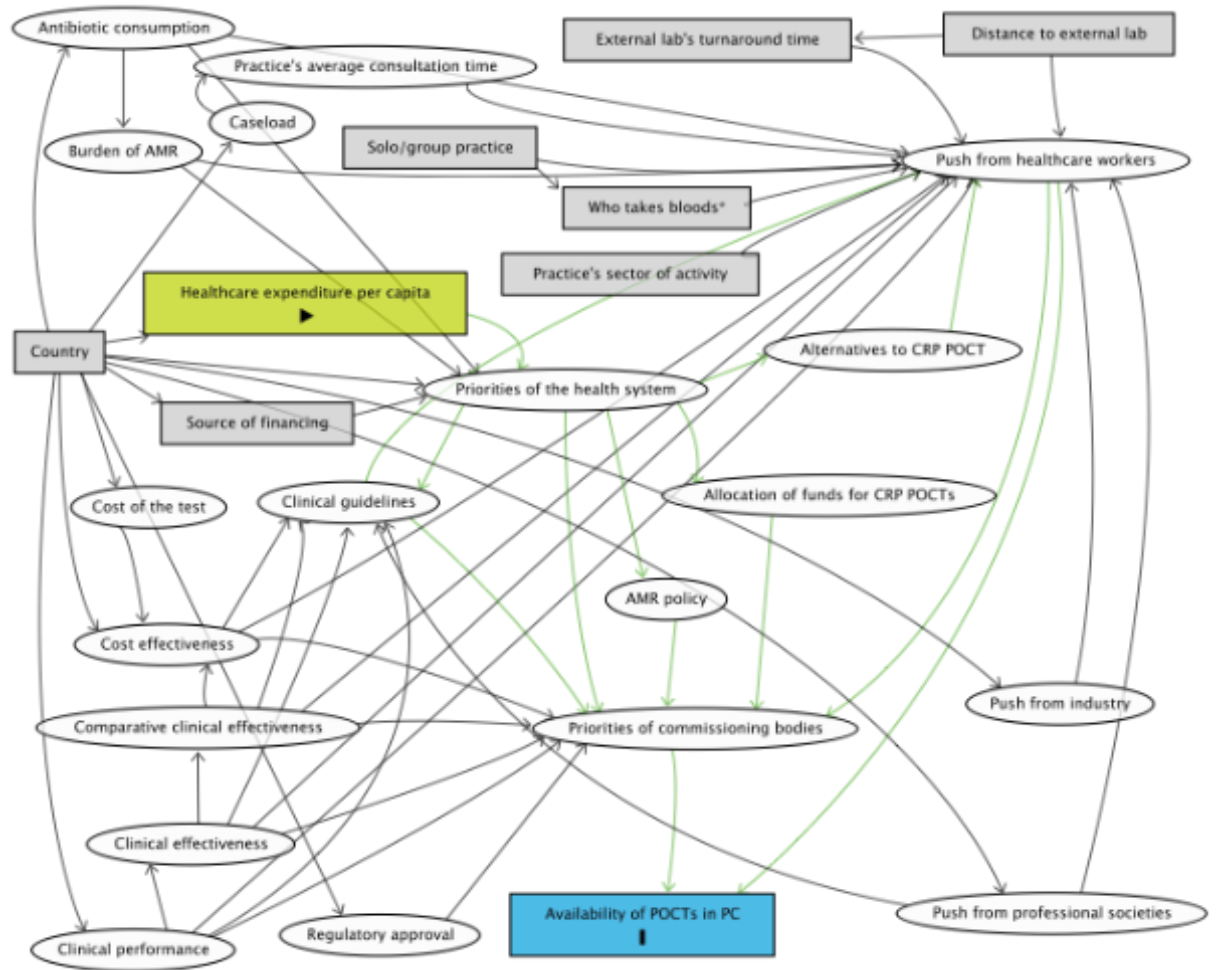 Antibiotic consumption
External lab's turnaround time
Distance to external lab
Practice's average consultation time
Caseload
Burden of AMR
Solo/group practice
Push from healthcare workers
Who takes bloods*
Practice's sector of activity
Healthcare expenditure per capita
Country
Alternatives to CRP POCT
Priorities of the health system
Source of financing
Cost of the test
Clinical guidelines
Allocation of funds for CRP POCTs
AMR policy
Cost effectiveness
Push from industry
Comparative clinical effectiveness
Priorities of commissioning bodies
Clinical effectiveness
Availability of POCTs in PC
Push from professional societies
Regulatory approval
Clinical performance